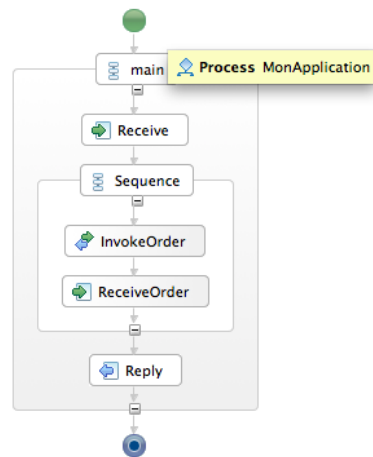 main
Process MonApplication
Receive
Sequence
InvokeOrder
ReceiveOrder
Reply